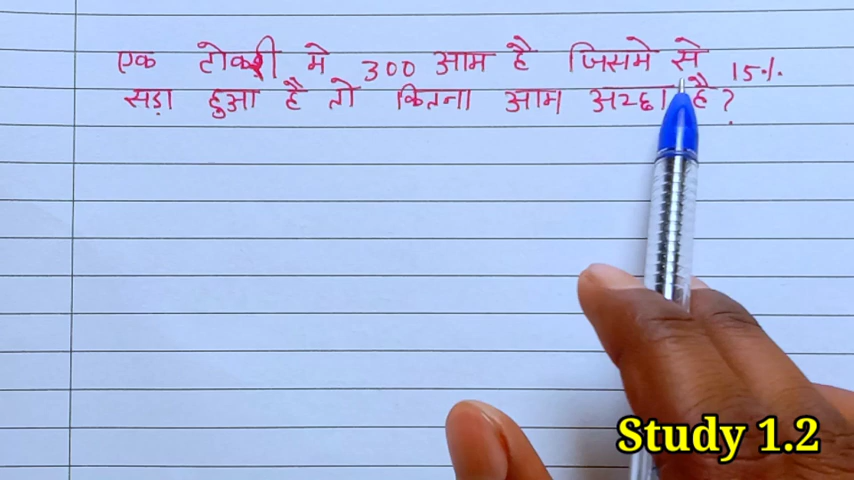 एक टोकरी मे 300 आम है जिसमे से 15%
सड़ा हुआ है तो कितना आम अच्छा है ?
Study 1.2